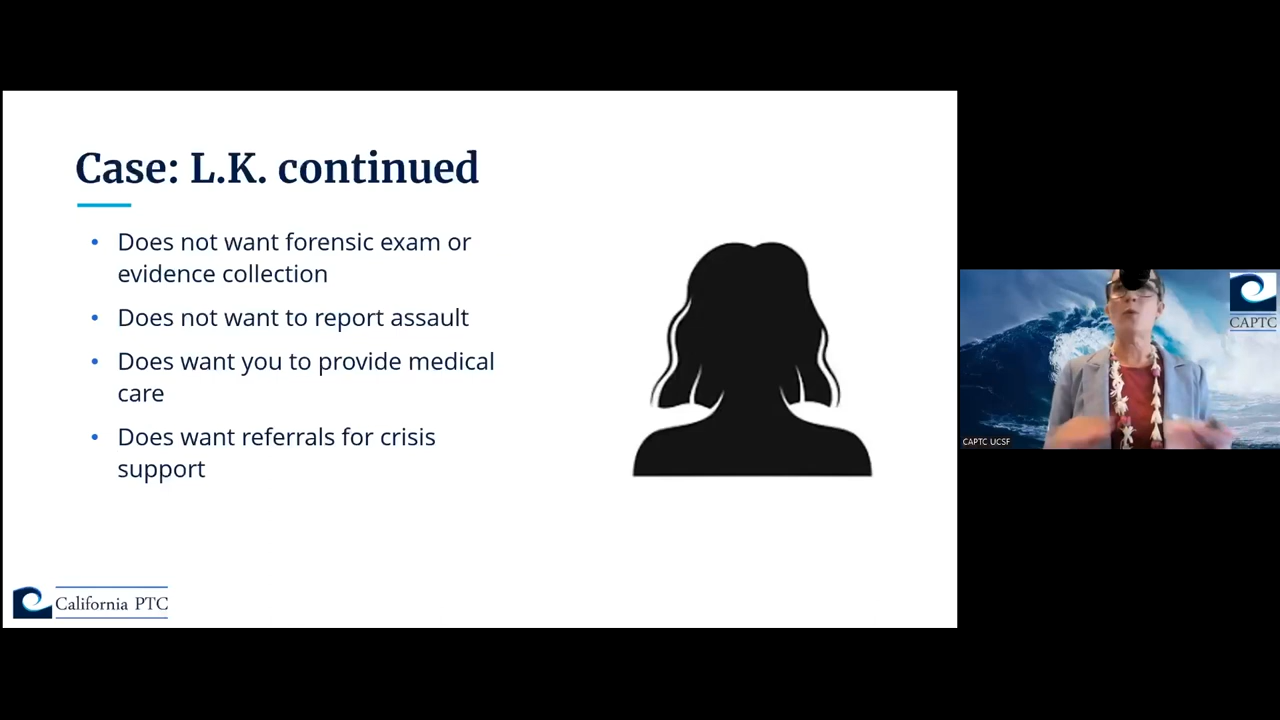 Case: L.K. continued
• Does not want forensic exam or
evidence collection
• Does not want to report assault
• Does want you to provide medical
care
• Does want referrals for crisis
support
California PTC
CAPTC
CAPTC UCSF